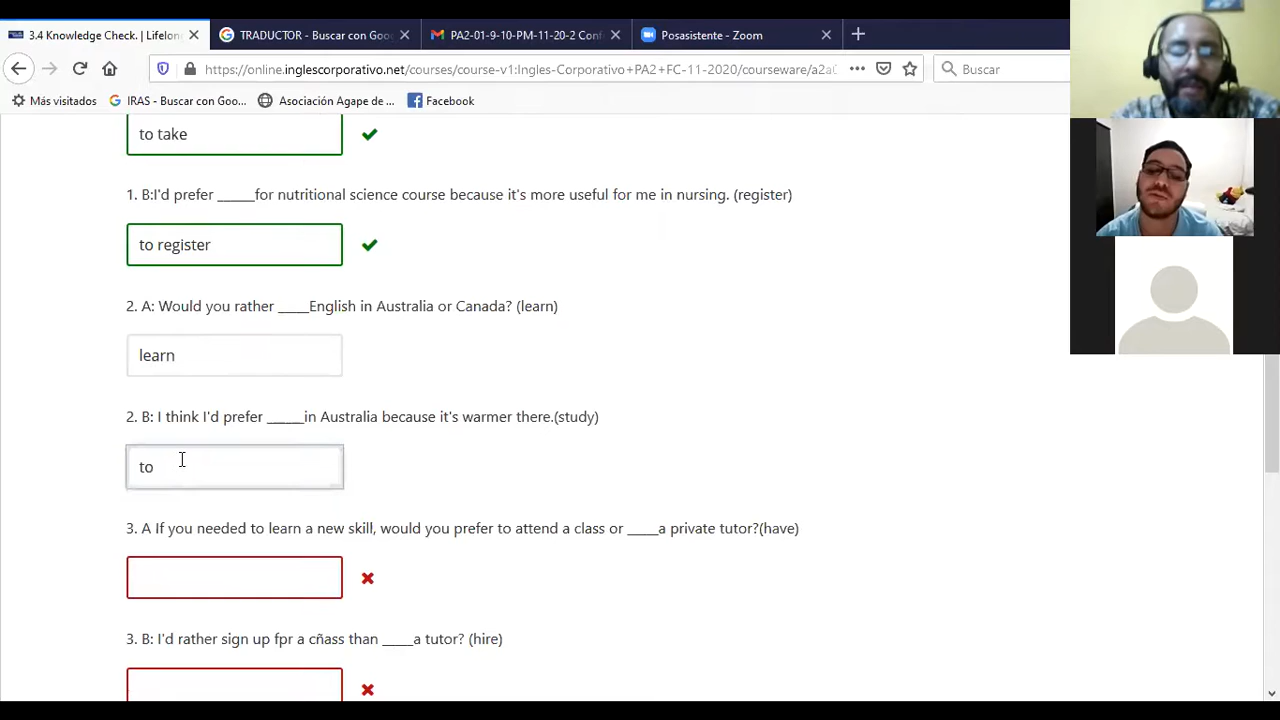 3.4 Knowledge Check. | Lifelon
TRADUCTOR - Buscar con Goo
PA2-01-9-10-PM-11-20-2 Conf
Posasistente - Zoom
https://online.inglescorporativo.net/courses/course-v1:Ingles-Corporativo+PA2+FC-11-2020/courseware/a2a
Buscar
Más visitados
IRAS - Buscar con Goo...
Asociación Agape de ...
Facebook
to take
1. B:I'd prefer _____for nutritional science course because it's more useful for me in nursing. (register)
to register
2. A: Would you rather ____English in Australia or Canada? (learn)
learn
2. B: I think I'd prefer _____in Australia because it's warmer there.(study)
to
3. A If you needed to learn a new skill, would you prefer to attend a class or ____a private tutor?(have)
3. B: I'd rather sign up fpr a cñass than ____a tutor? (hire)